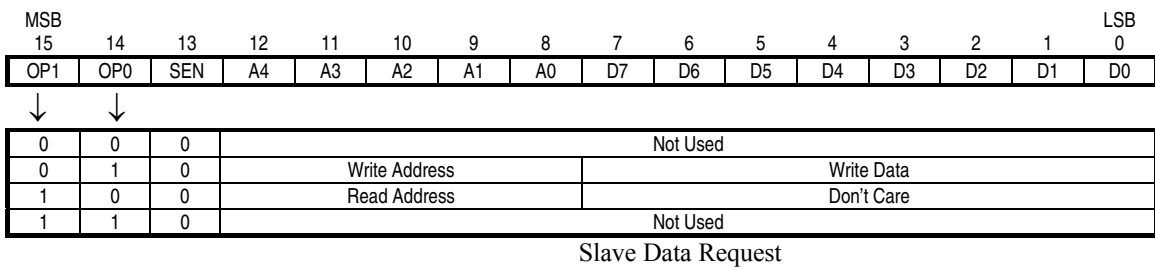 MSB LSB
15 14 13 12 11 10 9 8 7 6 5 4 3 2 1 0
OP1 OP0 SEN A4 A3 A2 A1 A0 D7 D6 D5 D4 D3 D2 D1 D0
↓ ↓
0 0 0 Not Used
0 1 0 Write Address Write Data
1 0 0 Read Address Don't Care
1 1 0 Not Used
Slave Data Request